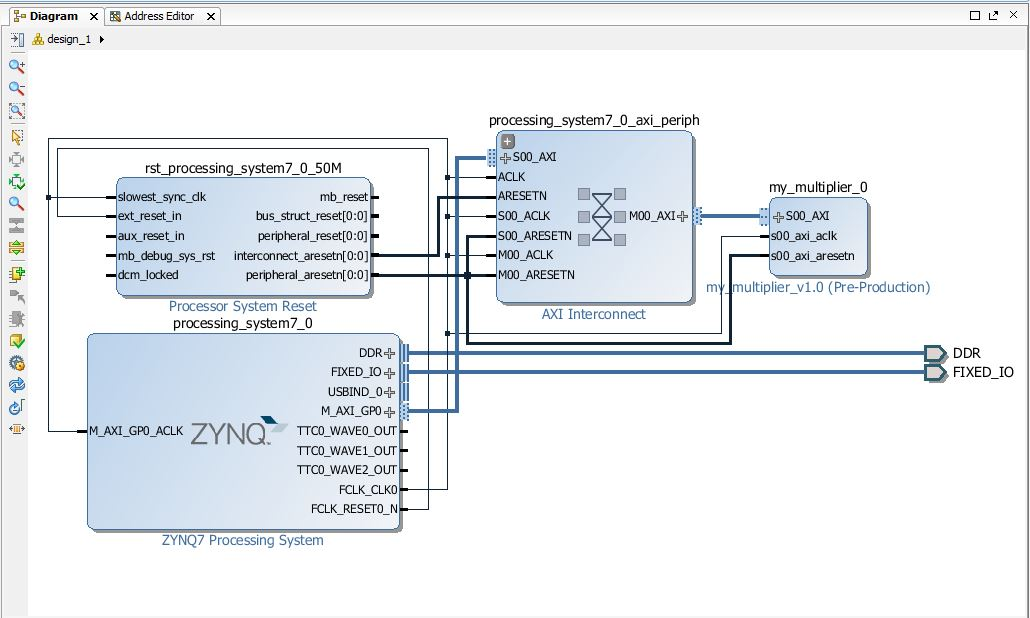 Diagram
Address Editor
design_1
processing_system7_0_axi_periph
S00_AXI
ACLK
ARESETN
S00_ACLK
M00_AXI
S00_ARESETN
M00_ACLK
M00_ARESETN
AXI Interconnect
rst_processing_system7_0_50M
slowest_sync_clk mb_reset
ext_reset_in bus_struct_reset[0:0]
aux_reset_in peripheral_reset[0:0]
mb_debug_sys_rst interconnect_aresetn[0:0]
dcm_locked peripheral_aresetn[0:0]
Processor System Reset
my_multiplier_0
S00_AXI
s00_axi_aclk
s00_axi_aresetn
my_multiplier_v1.0 (Pre-Production)
processing_system7_0
DDR
FIXED_IO
USBIND_0
M_AXI_GP0
M_AXI_GP0_ACLK ZYNQ TTC0_WAVE0_OUT
TTC0_WAVE1_OUT
TTC0_WAVE2_OUT
FCLK_CLK0
FCLK_RESET0_N
ZYNQ7 Processing System
DDR
FIXED_IO